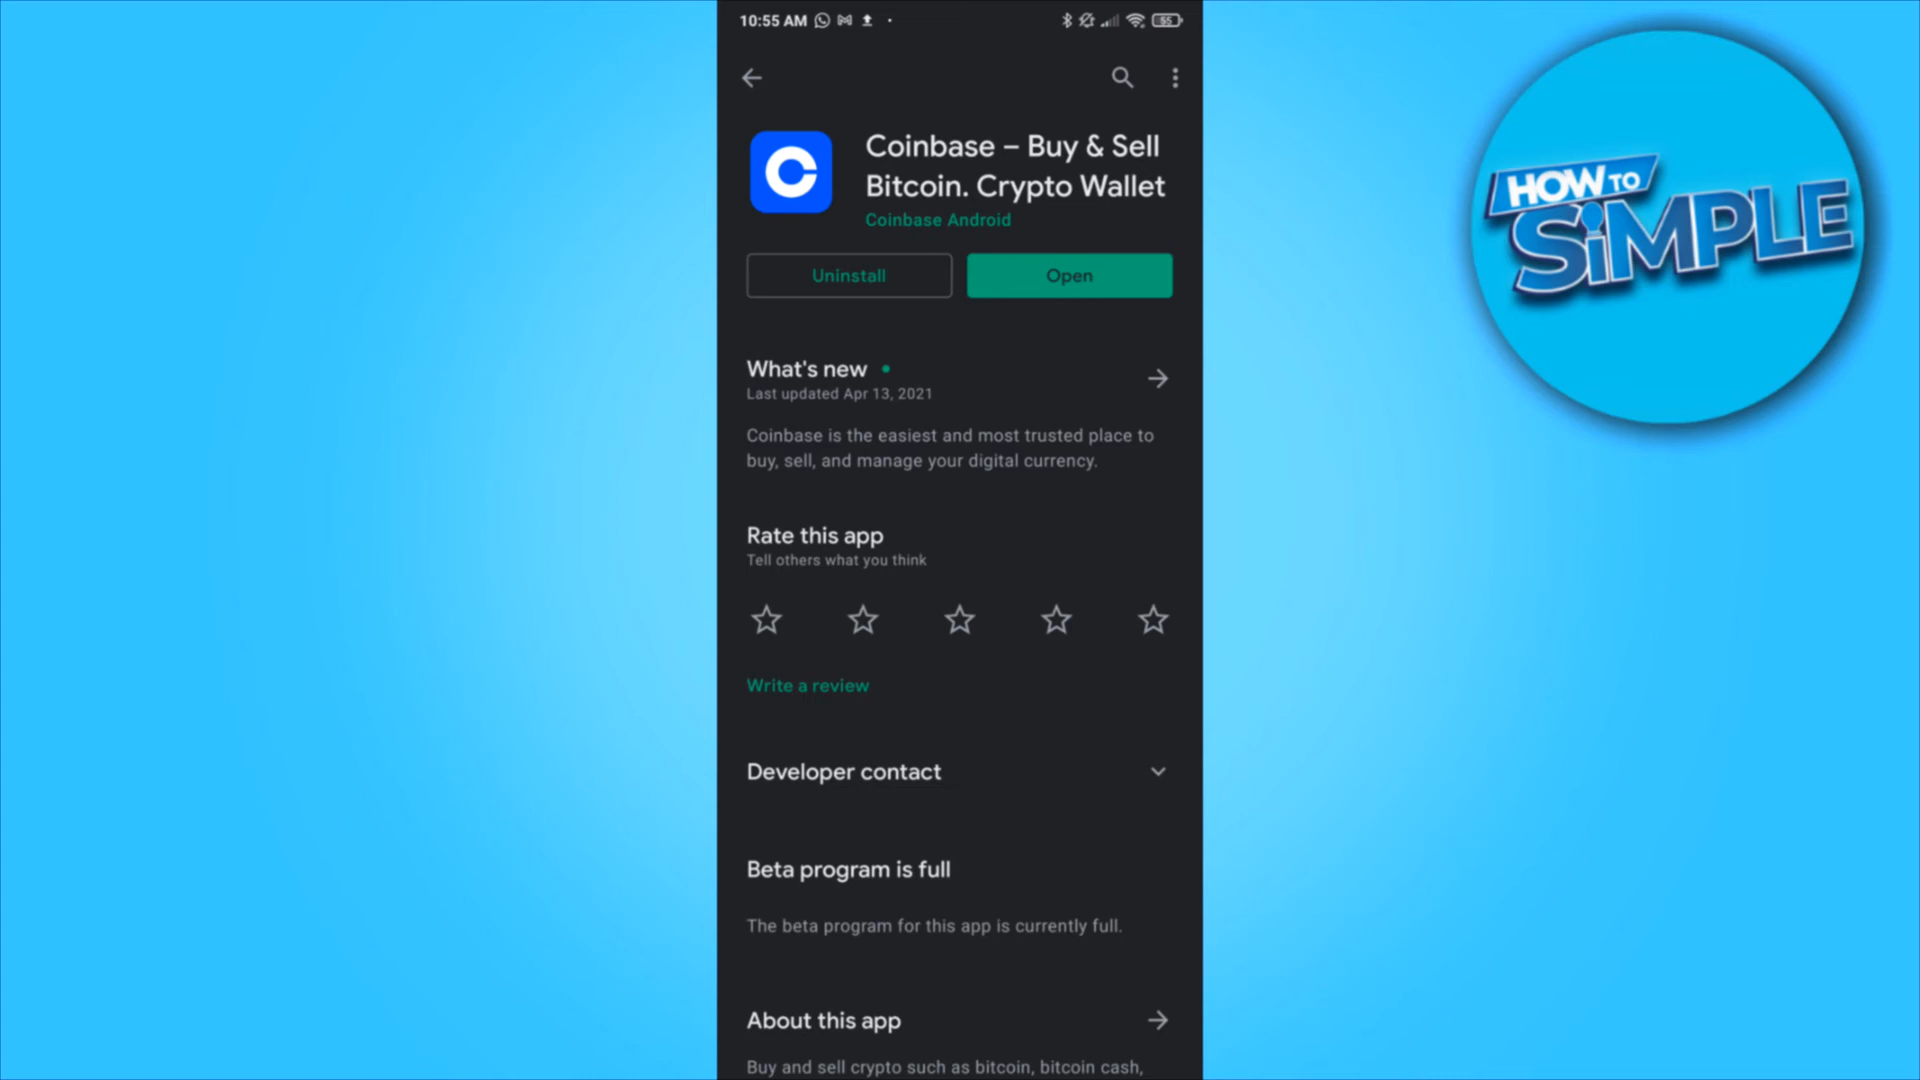 10:55 AM
55
HOW TO
SiMPLE
Coinbase – Buy & Sell
Bitcoin. Crypto Wallet
Coinbase Android
Uninstall
Open
What's new
Last updated Apr 13, 2021
Coinbase is the easiest and most trusted place to
buy, sell, and manage your digital currency.
Rate this app
Tell others what you think
Write a review
Developer contact
Beta program is full
The beta program for this app is currently full.
About this app
Buy and sell crypto such as bitcoin, bitcoin cash,